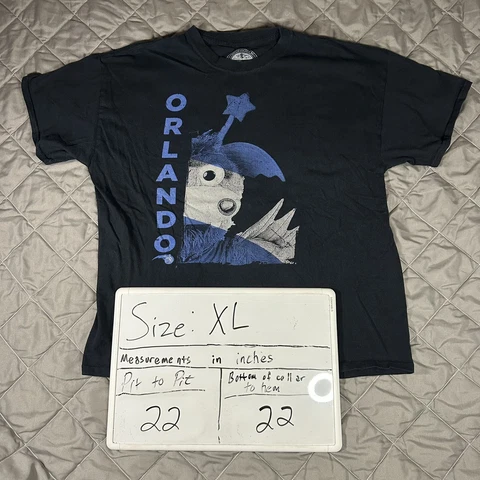 ORLANDO
Size: XL
Measurements in inches
Pit to Pit
Bottom of collar
to hem
22
22